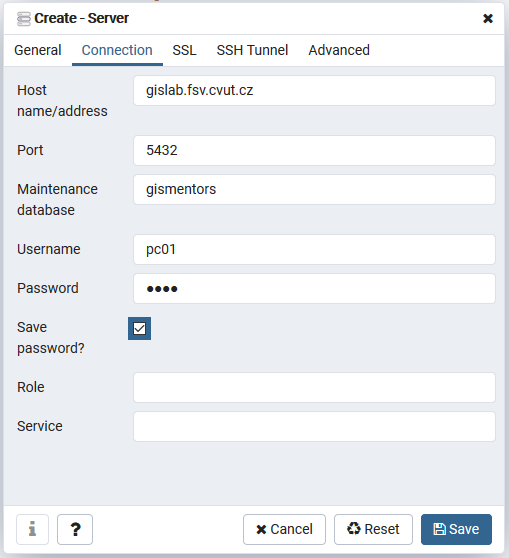 Create - Server
General Connection SSL SSH Tunnel Advanced
Host
name/address
gislab.fsv.cvut.cz
Port
5432
Maintenance
database
gismentors
Username
pc01
Password
••••
Save
password?
Role
Service
i ? Cancel Reset Save